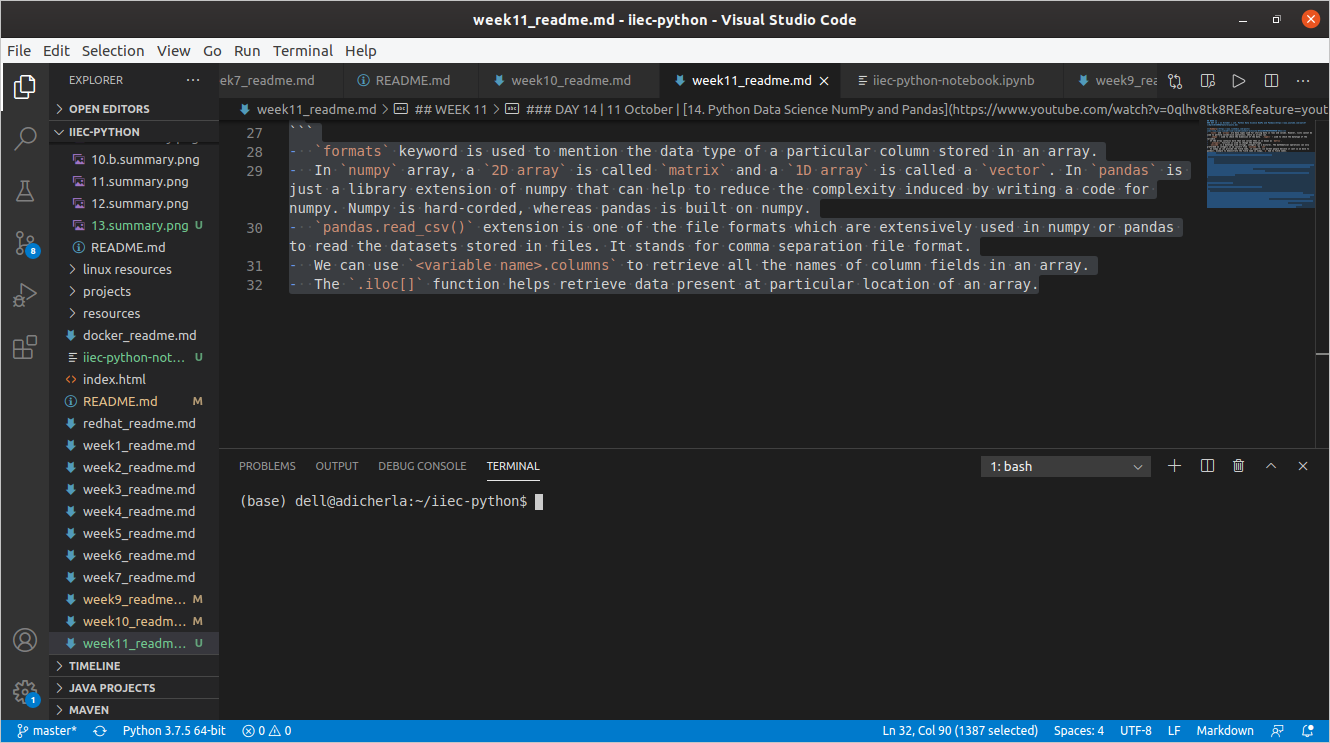 week11_readme.md - iiec-python - Visual Studio Code
File Edit Selection View Go Run Terminal Help
EXPLORER
OPEN EDITORS
IIEC-PYTHON
10.b.summary.png
11.summary.png
12.summary.png
13.summary.png U
README.md
linux resources
projects
resources
docker_readme.md
iiec-python-not... U
index.html
README.md M
redhat_readme.md
week1_readme.md
week2_readme.md
week3_readme.md
week4_readme.md
week5_readme.md
week6_readme.md
week7_readme.md
week9_readme... M
week10_readm... M
week11_readm... U
TIMELINE
JAVA PROJECTS
MAVEN
8
1
ek7_readme.md README.md week10_readme.md week11_readme.md iiec-python-notebook.ipynb week9_rea
week11_readme.md > ## WEEK 11 > ### DAY 14 | 11 October | [14. Python Data Science NumPy and Pandas](https://www.youtube.com/watch?v=0qlhv8tk8RE&feature=yout
27 ```
28 - `formats` keyword is used to mention the data type of a particular column stored in an array.
29 - In `numpy` array, a `2D array` is called `matrix` and a `1D array` is called a `vector`. In `pandas` is
just a library extension of numpy that can help to reduce the complexity induced by writing a code for
numpy. Numpy is hard-corded, whereas pandas is built on numpy.
30 - `pandas.read_csv()` extension is one of the file formats which are extensively used in numpy or pandas
to read the datasets stored in files. It stands for comma separation file format.
31 - We can use `<variable name>.columns` to retrieve all the names of column fields in an array.
32 - The `.iloc[]` function helps retrieve data present at particular location of an array.
PROBLEMS OUTPUT DEBUG CONSOLE TERMINAL 1: bash
(base) dell@adicherla:~/iiec-python$
master* Python 3.7.5 64-bit 0 0 Ln 32, Col 90 (1387 selected) Spaces: 4 UTF-8 LF Markdown